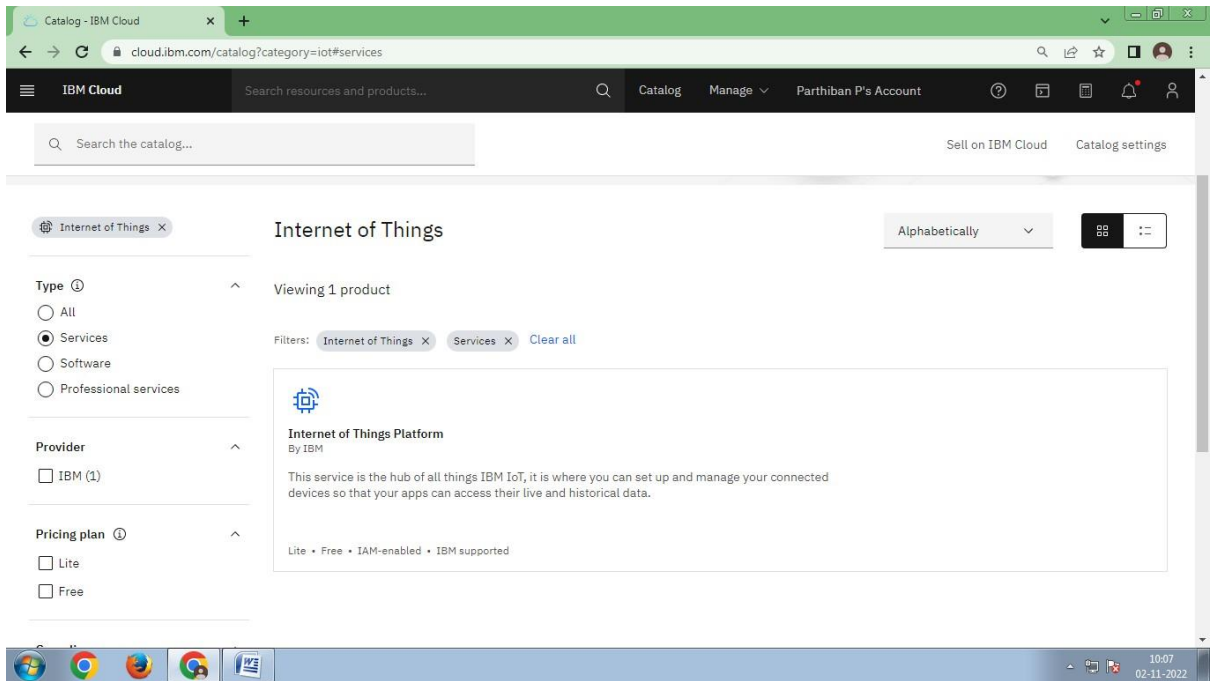 Catalog - IBM Cloud
cloud.ibm.com/catalog?category=iot#services
IBM Cloud
Search resources and products...
Catalog
Manage
Parthiban P's Account
Search the catalog...
Sell on IBM Cloud
Catalog settings
Internet of Things
Internet of Things
Alphabetically
Type
All
Services
Software
Professional services
Viewing 1 product
Filters: Internet of Things Services Clear all
Internet of Things Platform
By IBM
This service is the hub of all things IBM IoT, it is where you can set up and manage your connected
devices so that your apps can access their live and historical data.
Lite • Free • IAM-enabled • IBM supported
Provider
IBM (1)
Pricing plan
Lite
Free
10:07
02-11-2022